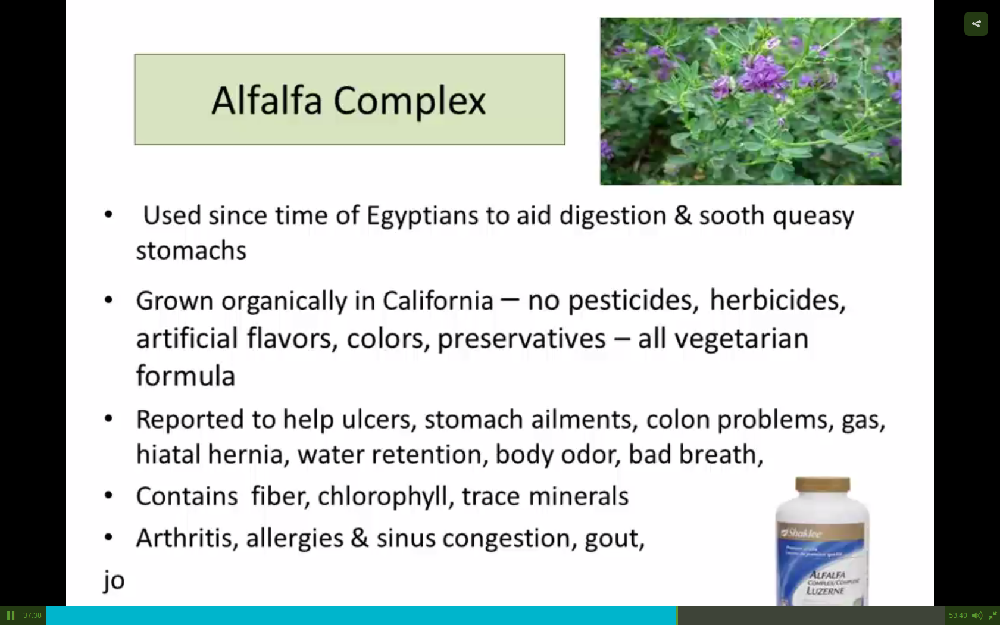 Alfalfa Complex
• Used since time of Egyptians to aid digestion & sooth queasy
stomachs
• Grown organically in California – no pesticides, herbicides,
artificial flavors, colors, preservatives – all vegetarian
formula
• Reported to help ulcers, stomach ailments, colon problems, gas,
hiatal hernia, water retention, body odor, bad breath,
• Contains fiber, chlorophyll, trace minerals
• Arthritis, allergies & sinus congestion, gout,
jo
Shaklee
ALFALFA
COMPLEX/COMPLEXE
LUZERNE
37:38
53:40